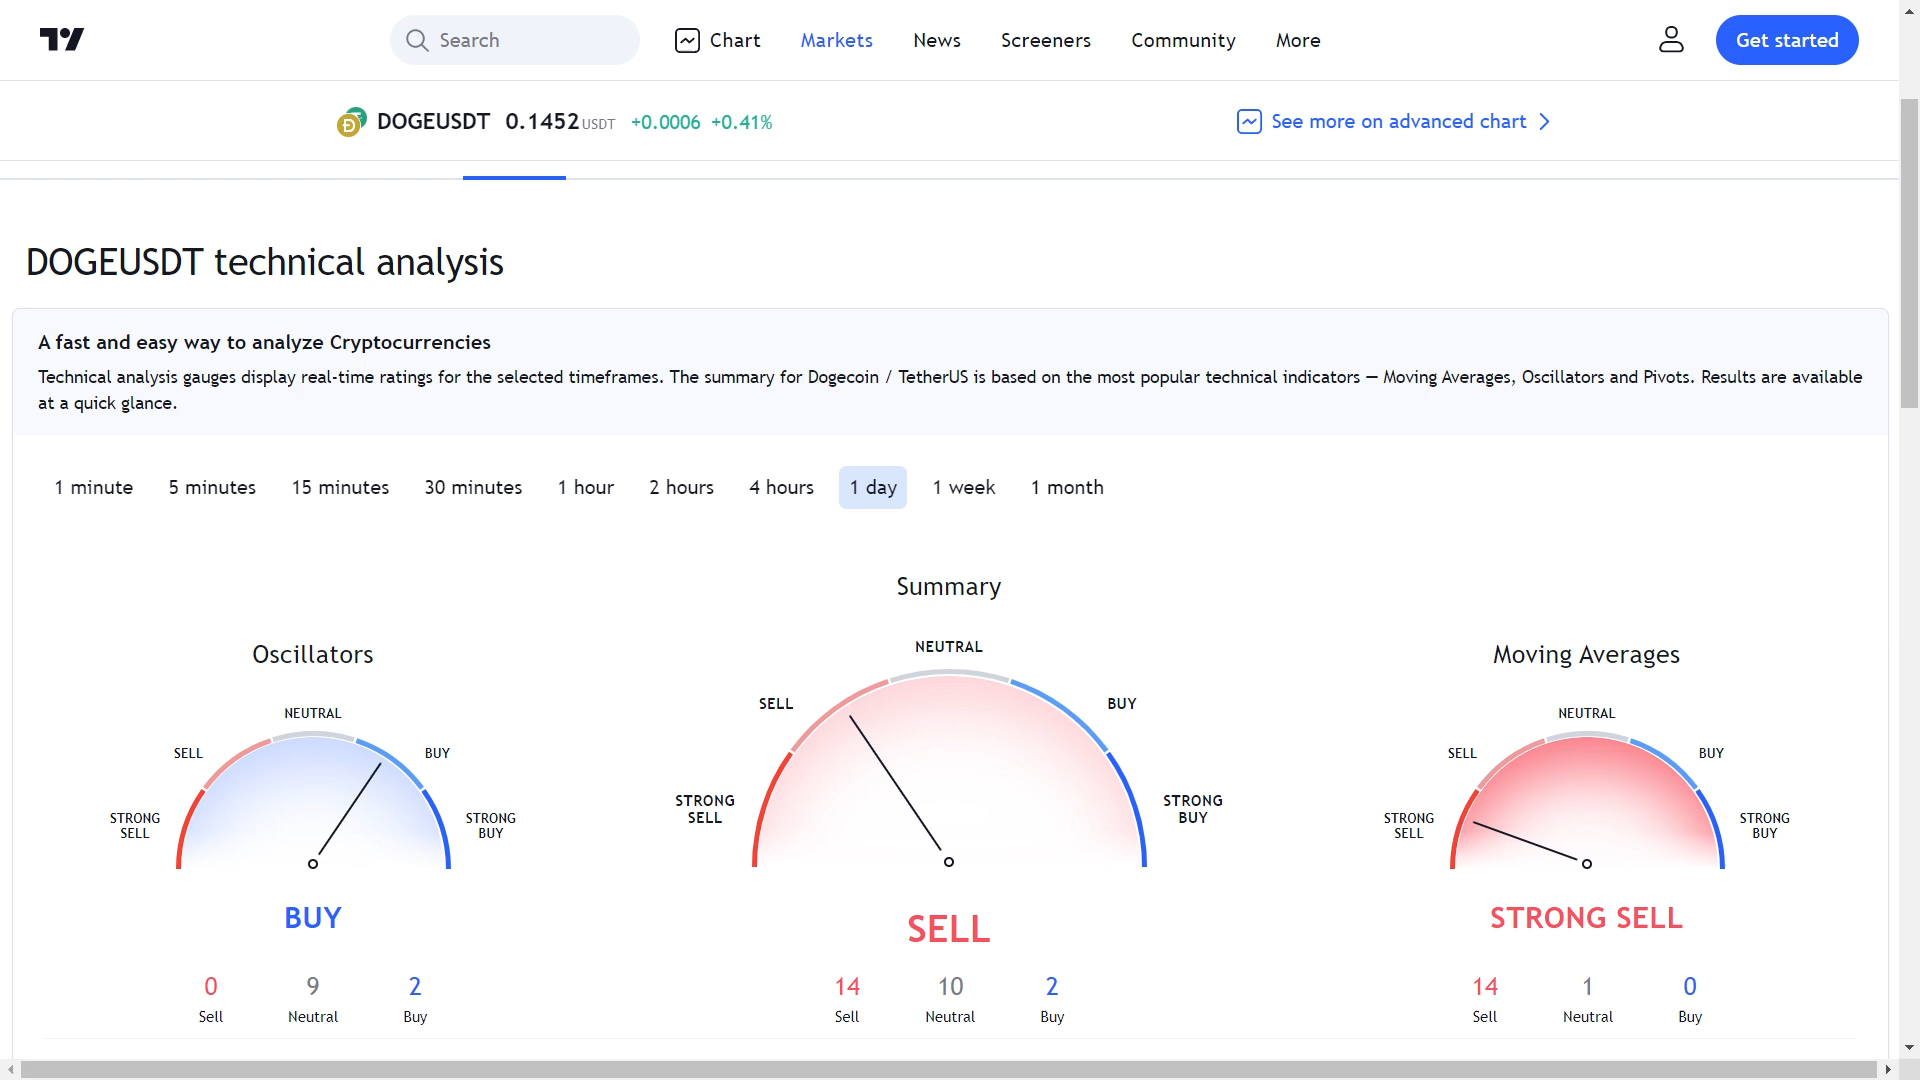 Search
Chart
Markets
News
Screeners
Community
More
Get started
DOGEUSDT 0.1452 USDT +0.0006 +0.41%
See more on advanced chart
DOGEUSDT technical analysis
A fast and easy way to analyze Cryptocurrencies
Technical analysis gauges display real-time ratings for the selected timeframes. The summary for Dogecoin / TetherUS is based on the most popular technical indicators — Moving Averages, Oscillators and Pivots. Results are available
at a quick glance.
1 minute 5 minutes 15 minutes 30 minutes 1 hour 2 hours 4 hours 1 day 1 week 1 month
Oscillators
NEUTRAL
SELL
BUY
STRONG
SELL
STRONG
BUY
BUY
0 9 2
Sell Neutral Buy
Summary
NEUTRAL
SELL
BUY
STRONG
SELL
STRONG
BUY
SELL
14 10 2
Sell Neutral Buy
Moving Averages
NEUTRAL
SELL
BUY
STRONG
SELL
STRONG
BUY
STRONG SELL
14 1 0
Sell Neutral Buy